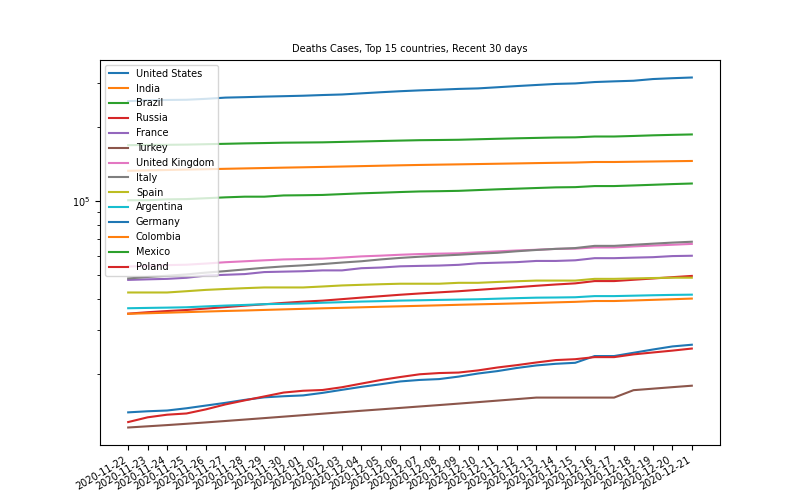 Deaths Cases, Top 15 countries, Recent 30 days
United States
India
Brazil
Russia
France
Turkey
United Kingdom
Italy
Spain
Argentina
Germany
Colombia
Mexico
Poland
10⁵
2020-11-22
2020-11-23
2020-11-24
2020-11-25
2020-11-26
2020-11-27
2020-11-28
2020-11-29
2020-11-30
2020-12-01
2020-12-02
2020-12-03
2020-12-04
2020-12-05
2020-12-06
2020-12-07
2020-12-08
2020-12-09
2020-12-10
2020-12-11
2020-12-12
2020-12-13
2020-12-14
2020-12-15
2020-12-16
2020-12-17
2020-12-18
2020-12-19
2020-12-20
2020-12-21